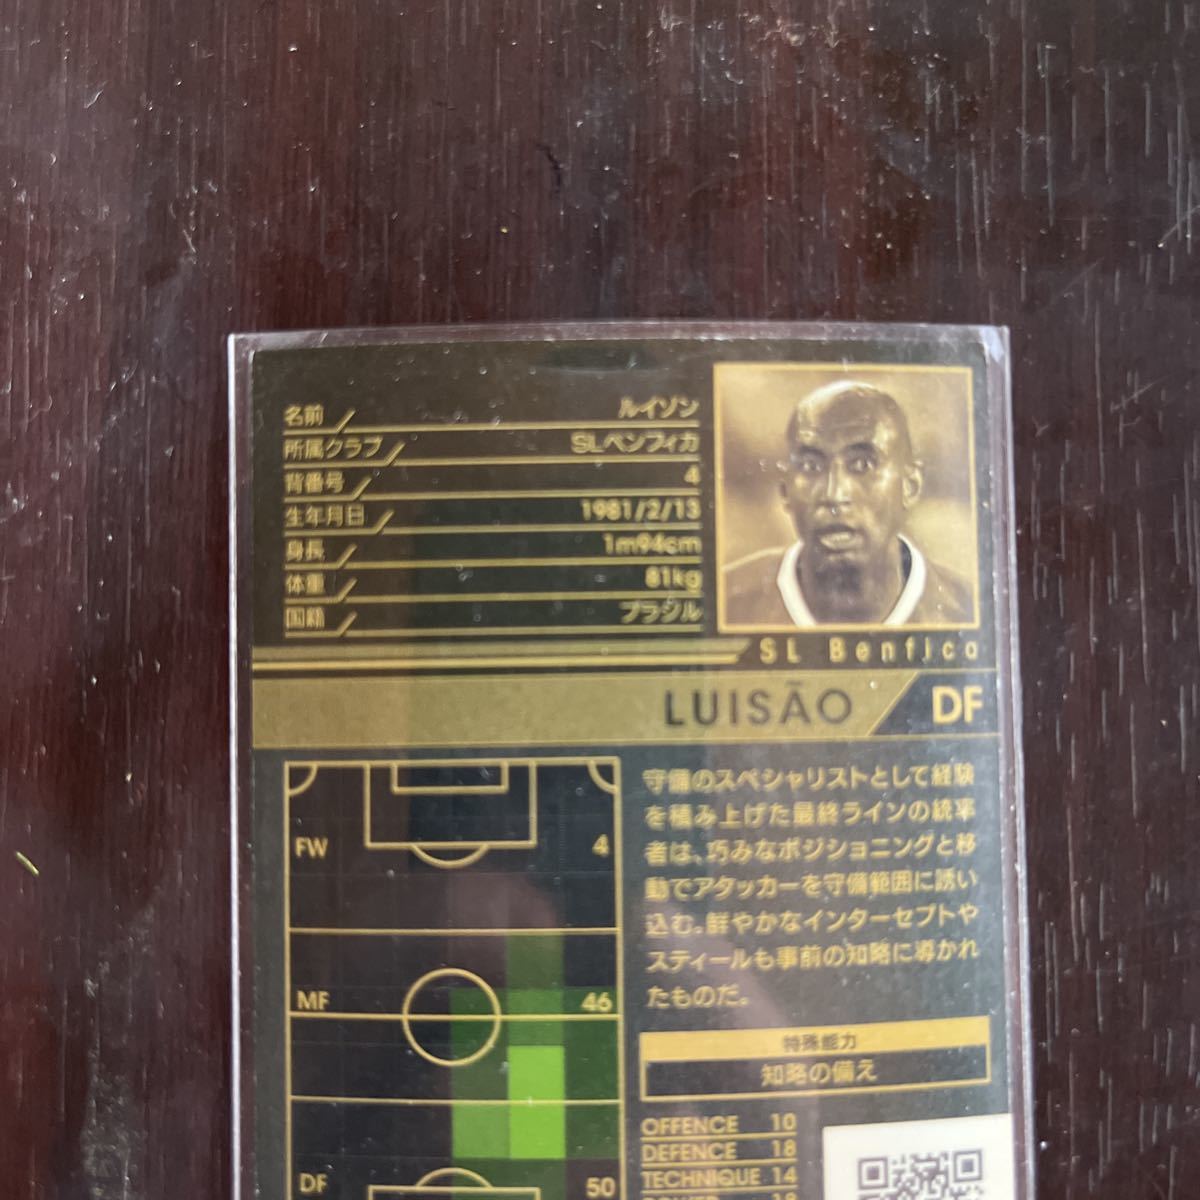 名前 ルイゾン
所属クラブ SLベンフィカ
背番号 4
生年月日 1981/2/13
身長 1m94cm
体重 81kg
国籍 ブラジル
SL Benfica
LUISÃO DF
FW 4
MF 46
DF 50
守備のスペシャリストとして経験
を積み上げた最終ラインの統率
者は、巧みなポジショニングと移
動でアタッカーを守備範囲に誘い
込む。鮮やかなインターセプトや
スティールも事前の知略に導かれ
たものだ。
特殊能力
知略の備え
OFFENCE 10
DEFENCE 18
TECHNIQUE 14